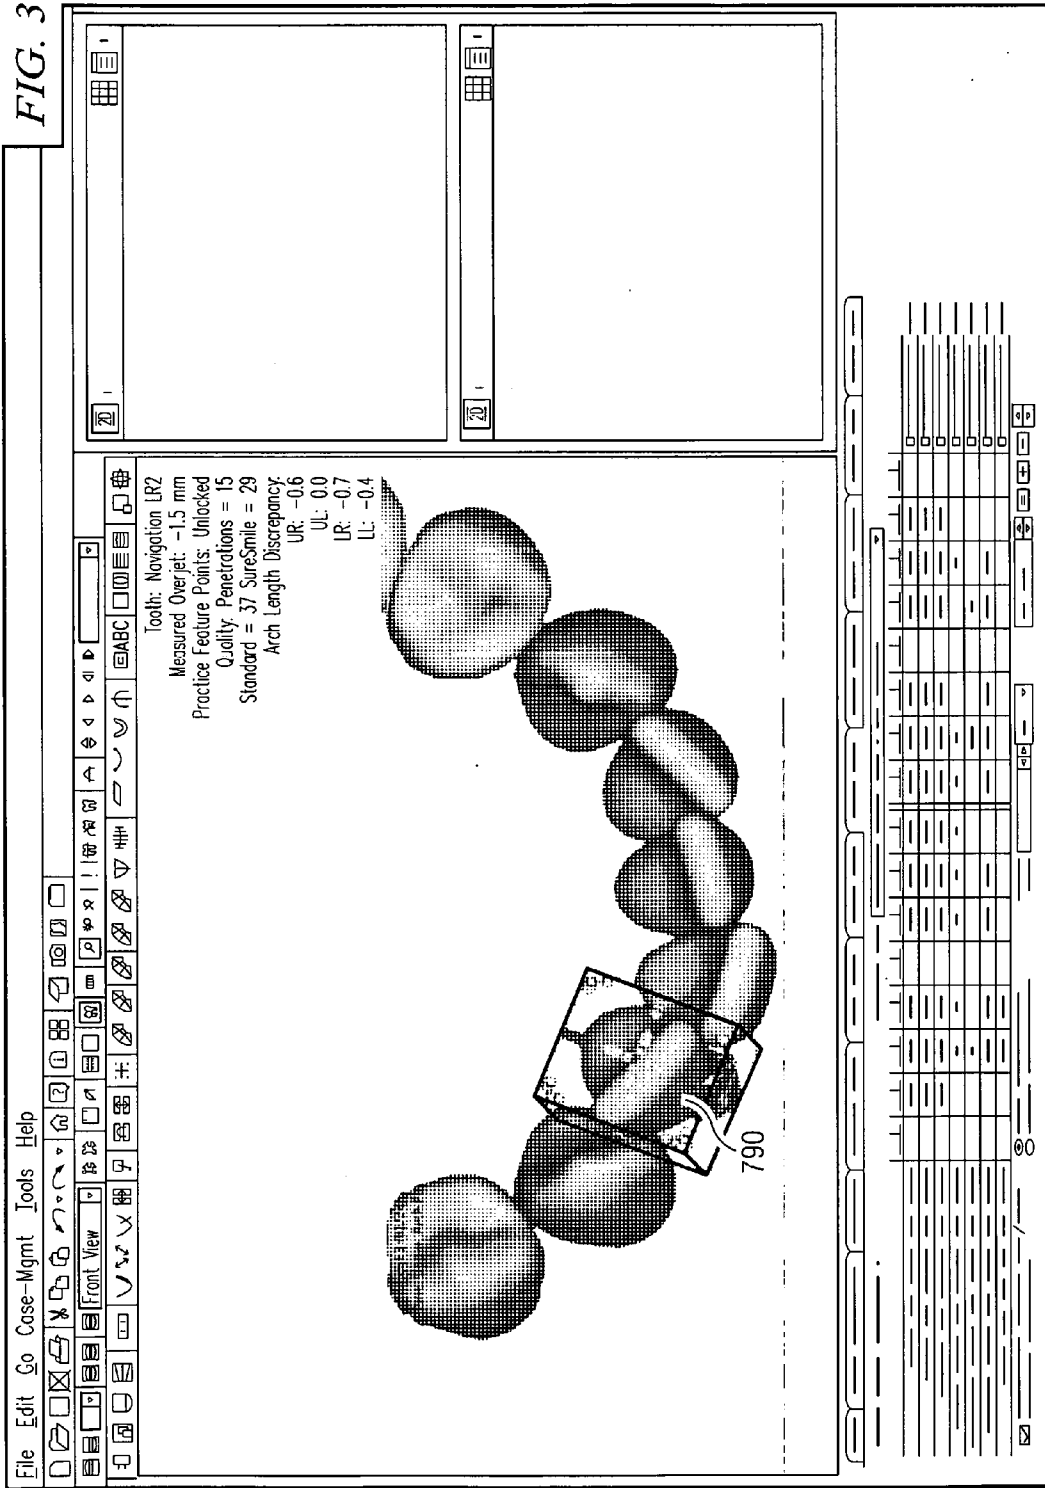 FIG. 3
File Edit Go Case-Mgmt Tools Help
Front View
ABC
2D
2D
Tooth: Navigation LR2
Measured Overjet: -1.5 mm
Practice Feature Points: Unlocked
Quality: Penetrations = 15
Standard = 37 SureSmile = 29
Arch Length Discrepancy:
UR: -0.6
UL: 0.0
LR: -0.7
LL: -0.4
790